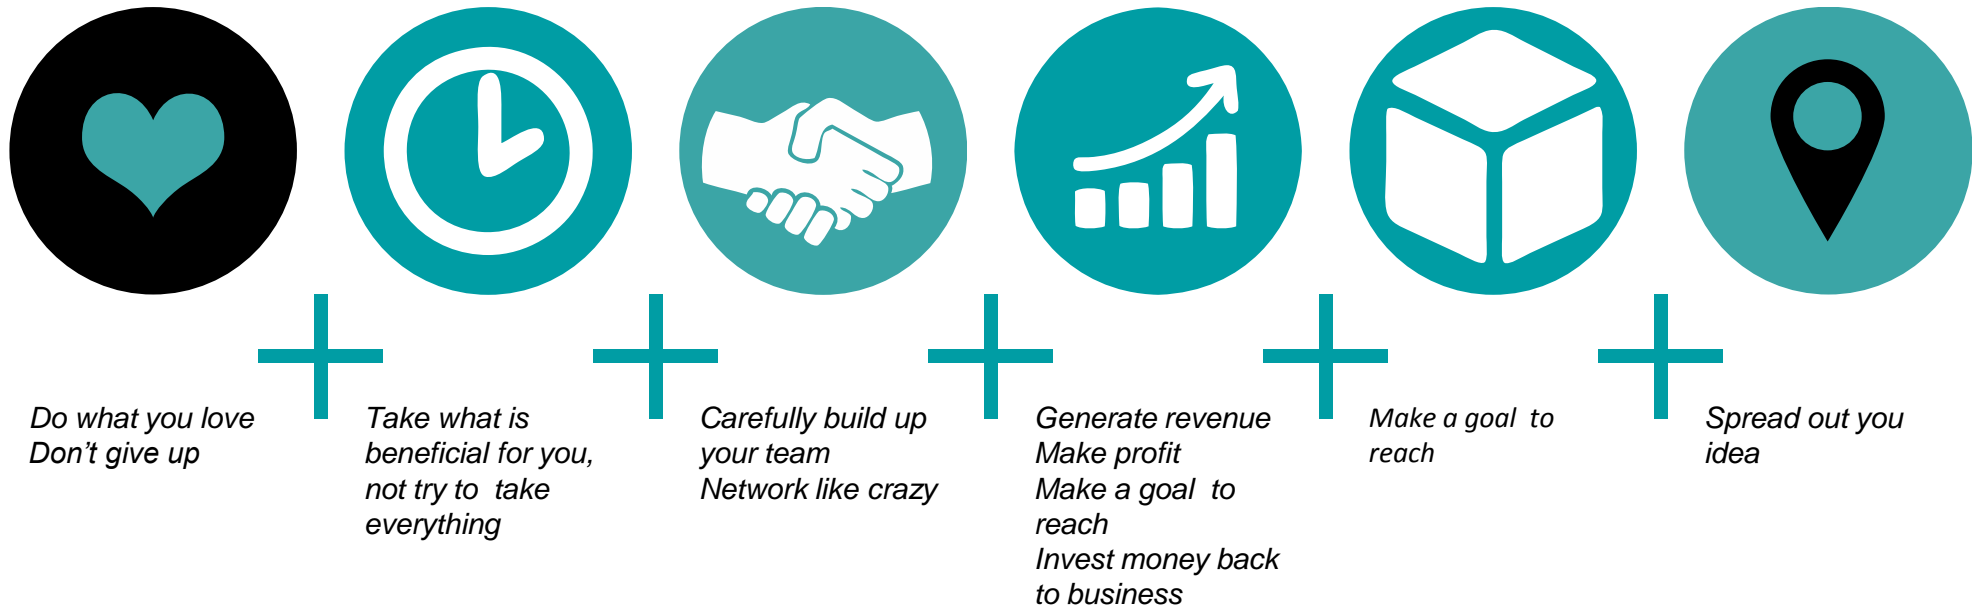 Do what you love
Don’t give up
Take what is
beneficial for you,
not try to  take
everything
Carefully build up
your team
Network like crazy
Generate revenue
Make profit
Make a goal  to
reach
Invest money back
to business
Make a goal  to
reach
Spread out you
idea